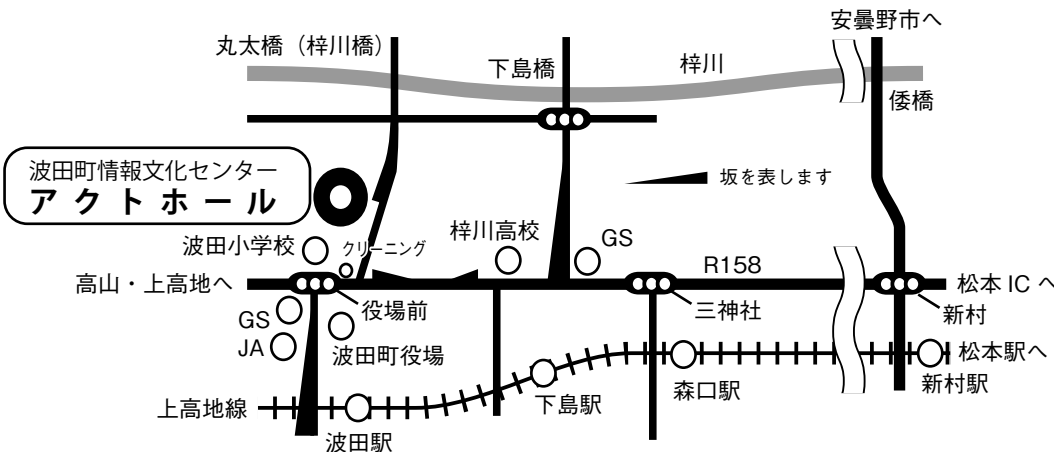 安曇野市へ
丸太橋（梓川橋）
下島橋
梓川
倭橋
波田町情報文化センター
アクトホール
坂を表します
波田小学校
クリーニング
梓川高校
GS
R158
高山・上高地へ
松本 IC へ
役場前
三神社
新村
GS
JA
波田町役場
松本駅へ
森口駅
新村駅
下島駅
上高地線
波田駅